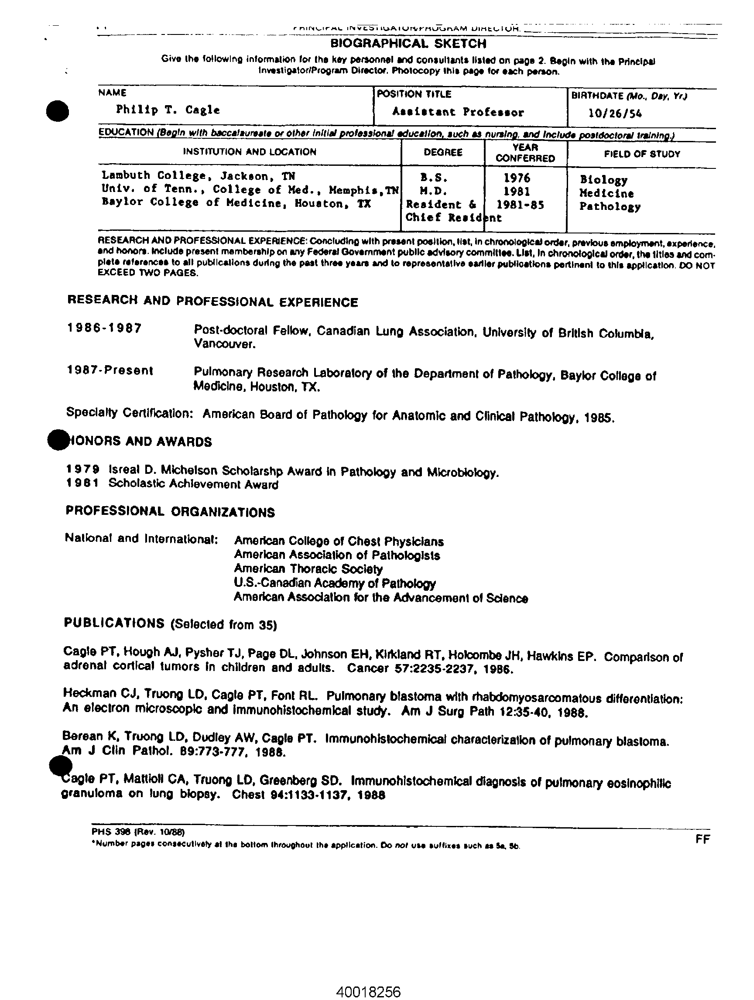 PRINCIPAL INVESTIGATOR/PROGRAM DIRECTOR:
BIOGRAPHICAL SKETCH
Give the following information for the key personnel and consultants listed on page 2. Begin with the Principal
Investigator/Program Director. Photocopy this page for each person.
NAME POSITION TITLE BIRTHDATE (Mo., Day, Yr.)
Philip T. Cagle Assistant Professor 10/26/54
EDUCATION (Begin with baccalaureate or other initial professional education, such as nursing, and include postdoctoral training.)
INSTITUTION AND LOCATION DEGREE YEAR CONFERRED FIELD OF STUDY
Lambuth College, Jackson, TN B.S. 1976 Biology
Univ. of Tenn., College of Med., Memphis,TN M.D. 1981 Medicine
Baylor College of Medicine, Houston, TX Resident & 1981-85 Pathology
Chief Resident
RESEARCH AND PROFESSIONAL EXPERIENCE: Concluding with present position, list, in chronological order, previous employment, experience,
and honors. Include present membership on any Federal Government public advisory committee. List, in chronological order, the titles and com-
plete references to all publications during the past three years and to representative earlier publications pertinent to this application. DO NOT
EXCEED TWO PAGES.
RESEARCH AND PROFESSIONAL EXPERIENCE
1986-1987 Post-doctoral Fellow, Canadian Lung Association, University of British Columbia,
Vancouver.
1987-Present Pulmonary Research Laboratory of the Department of Pathology, Baylor College of
Medicine, Houston, TX.
Specialty Certification: American Board of Pathology for Anatomic and Clinical Pathology, 1985.
HONORS AND AWARDS
1979 Isreal D. Michelson Scholarshp Award in Pathology and Microbiology.
1981 Scholastic Achievement Award
PROFESSIONAL ORGANIZATIONS
National and International: American College of Chest Physicians
American Association of Pathologists
American Thoracic Society
U.S.-Canadian Academy of Pathology
American Association for the Advancement of Science
PUBLICATIONS (Selected from 35)
Cagle PT, Hough AJ, Pysher TJ, Page DL, Johnson EH, Kirkland RT, Holcombe JH, Hawkins EP. Comparison of
adrenal cortical tumors in children and adults. Cancer 57:2235-2237, 1986.
Heckman CJ, Truong LD, Cagle PT, Font RL. Pulmonary blastoma with rhabdomyosarcomatous differentiation:
An electron microscopic and immunohistochemical study. Am J Surg Path 12:35-40, 1988.
Berean K, Truong LD, Dudley AW, Cagle PT. Immunohistochemical characterization of pulmonary blastoma.
Am J Clin Pathol. 89:773-777, 1988.
Cagle PT, Mattioli CA, Truong LD, Greenberg SD. Immunohistochemical diagnosis of pulmonary eosinophilic
granuloma on lung biopsy. Chest 94:1133-1137, 1988
PHS 398 (Rev. 10/88) FF
*Number pages consecutively at the bottom throughout the application. Do not use suffixes such as 5a, 5b.
40018256